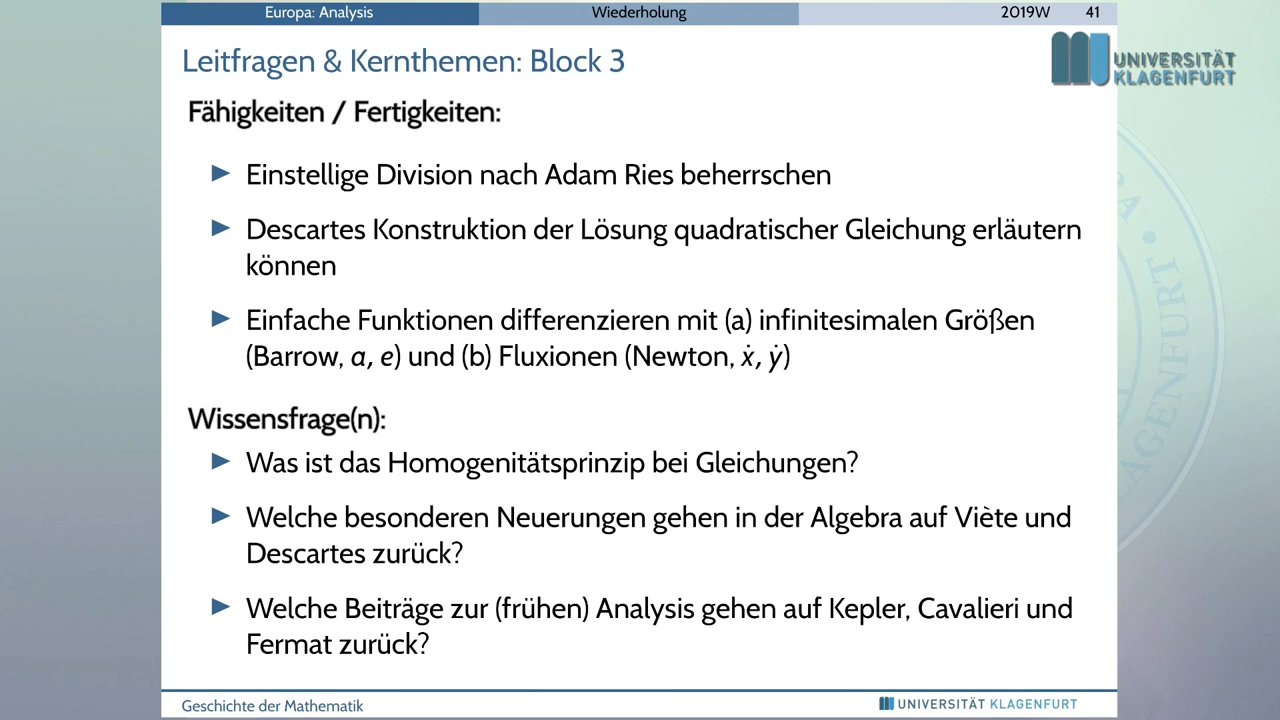 Europa: Analysis Wiederholung 2019W 41
Leitfragen & Kernthemen: Block 3
UNIVERSITÄT
KLAGENFURT
Fähigkeiten / Fertigkeiten:
Einstellige Division nach Adam Ries beherrschen
Descartes Konstruktion der Lösung quadratischer Gleichung erläutern
können
Einfache Funktionen differenzieren mit (a) infinitesimalen Größen
(Barrow, a, e) und (b) Fluxionen (Newton, ẋ, ẏ)
Wissensfrage(n):
Was ist das Homogenitätsprinzip bei Gleichungen?
Welche besonderen Neuerungen gehen in der Algebra auf Viète und
Descartes zurück?
Welche Beiträge zur (frühen) Analysis gehen auf Kepler, Cavalieri und
Fermat zurück?
Geschichte der Mathematik UNIVERSITÄT KLAGENFURT